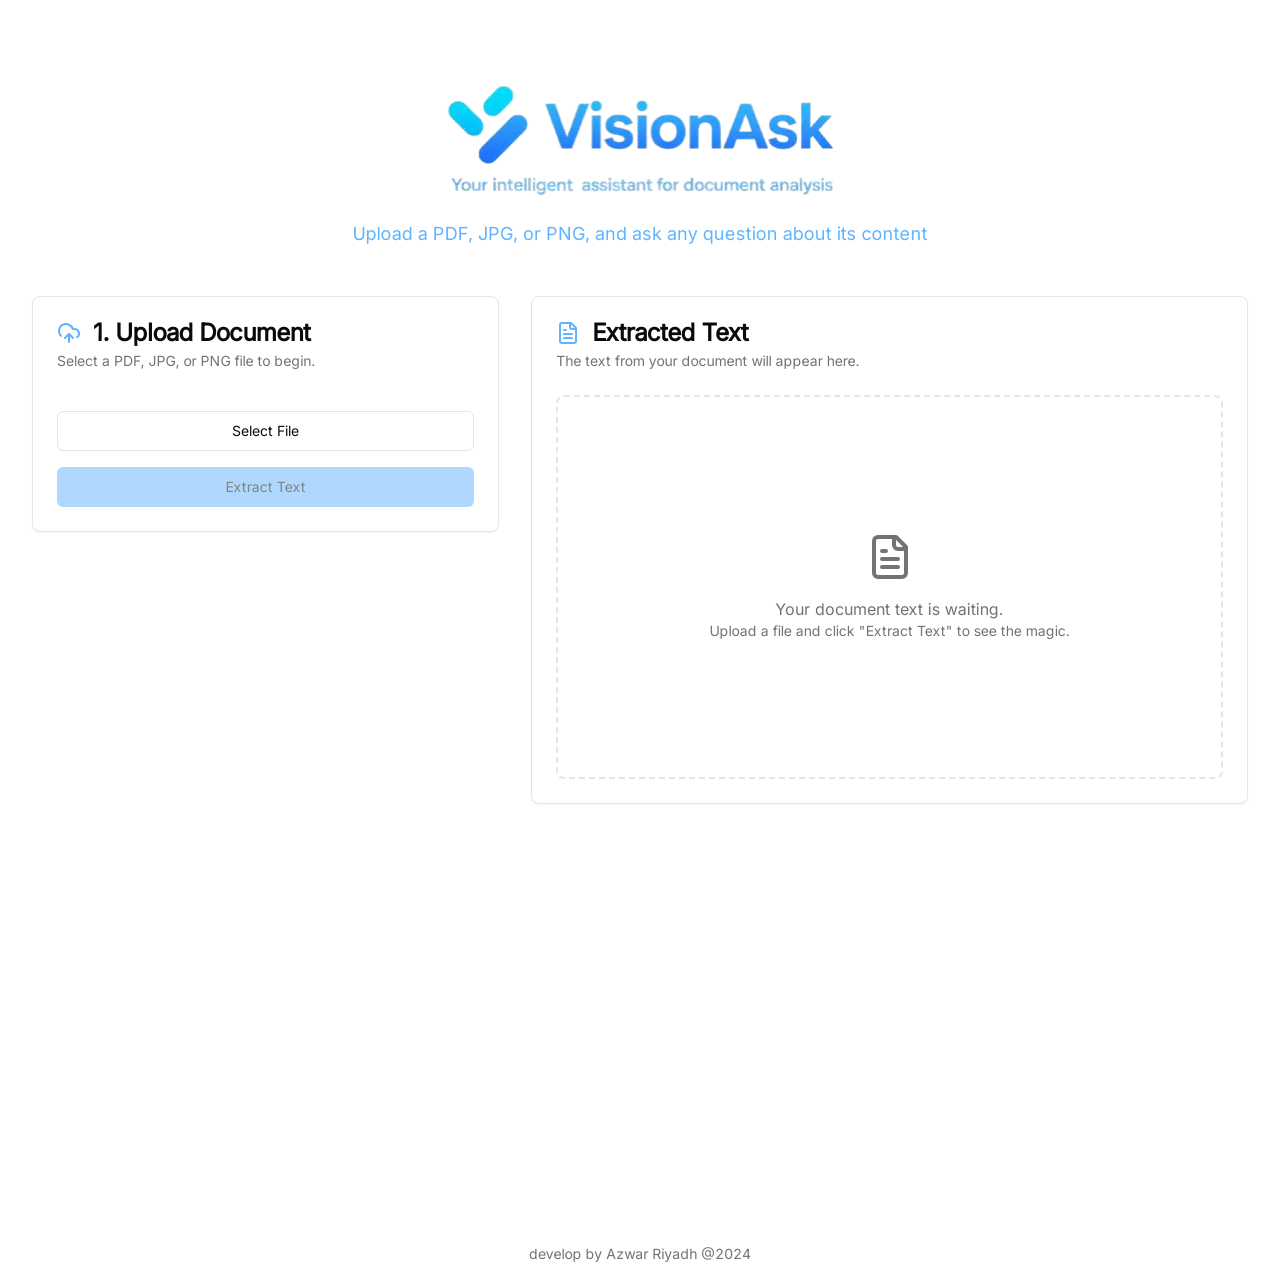 VisionAsk
Your intelligent assistant for document analysis
Upload a PDF, JPG, or PNG, and ask any question about its content
1. Upload Document
Select a PDF, JPG, or PNG file to begin.
Select File
Extract Text
Extracted Text
The text from your document will appear here.
Your document text is waiting.
Upload a file and click "Extract Text" to see the magic.
develop by Azwar Riyadh @2024